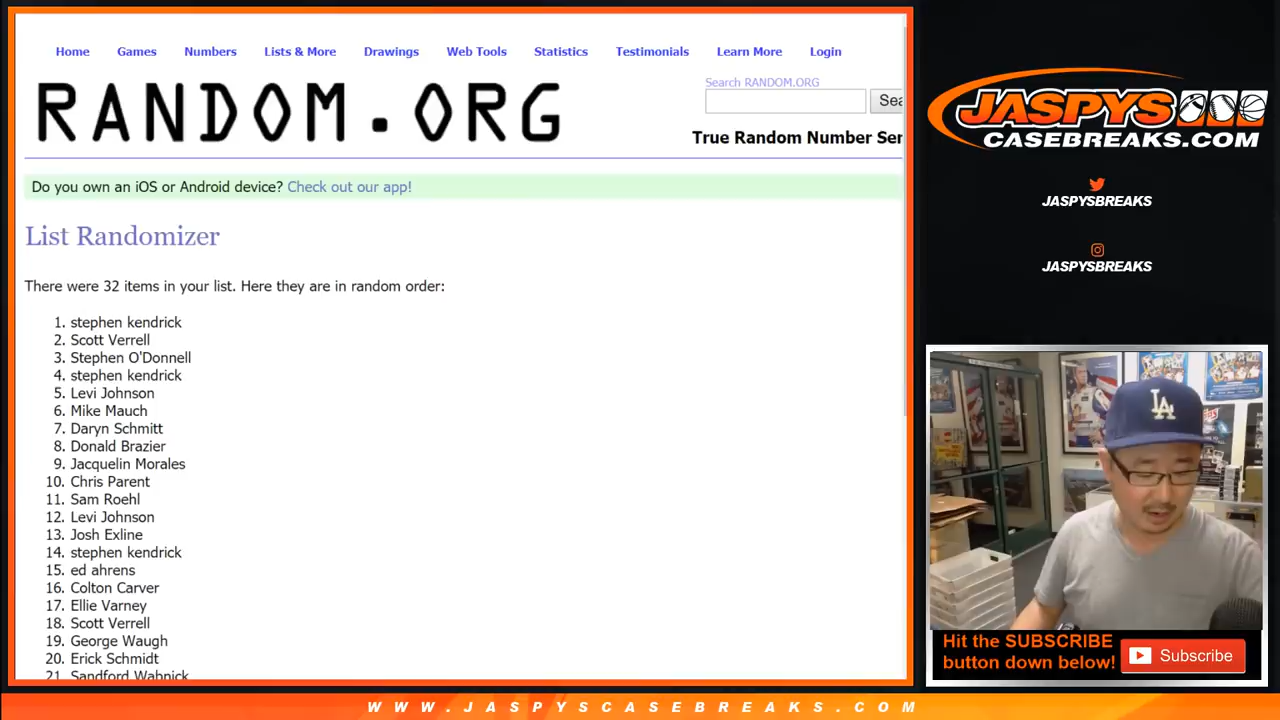 Home Games Numbers Lists & More Drawings Web Tools Statistics Testimonials Learn More Login
RANDOM.ORG
Search RANDOM.ORG
Sea
True Random Number Ser
Do you own an iOS or Android device? Check out our app!
List Randomizer
There were 32 items in your list. Here they are in random order:
1. stephen kendrick
2. Scott Verrell
3. Stephen O'Donnell
4. stephen kendrick
5. Levi Johnson
6. Mike Mauch
7. Daryn Schmitt
8. Donald Brazier
9. Jacquelin Morales
10. Chris Parent
11. Sam Roehl
12. Levi Johnson
13. Josh Exline
14. stephen kendrick
15. ed ahrens
16. Colton Carver
17. Ellie Varney
18. Scott Verrell
19. George Waugh
20. Erick Schmidt
21. Sandford Wabnick
JASPYS
CASEBREAKS.COM
JASPYSBREAKS
JASPYSBREAKS
LA
Hit the SUBSCRIBE
button down below!
Subscribe
WWW.JASPYSCASEBREAKS.COM